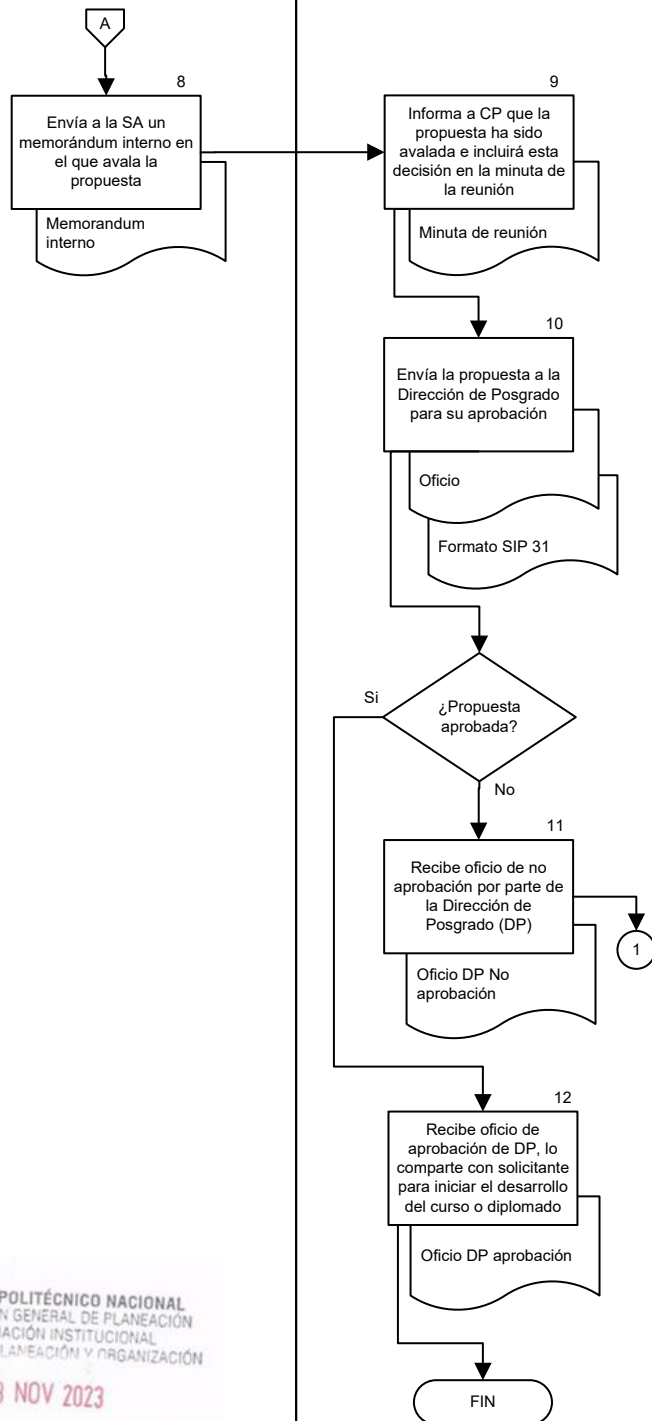 A
8
Envía a la SA un
memorándum interno en
el que avala la
propuesta
Memorandum
interno
9
Informa a CP que la
propuesta ha sido
avalada e incluirá esta
decisión en la minuta de
la reunión
Minuta de reunión
10
Envía la propuesta a la
Dirección de Posgrado
para su aprobación
Oficio
Formato SIP 31
¿Propuesta
aprobada?
Si
No
11
Recibe oficio de no
aprobación por parte de
la Dirección de
Posgrado (DP)
1
Oficio DP No
aprobación
12
Recibe oficio de
aprobación de DP, lo
comparte con solicitante
para iniciar el desarrollo
del curso o diplomado
Oficio DP aprobación
FIN
POLITÉCNICO NACIONAL
N GENERAL DE PLANEACIÓN
ACIÓN INSTITUCIONAL
LANEACIÓN Y ORGANIZACIÓN
NOV 2023